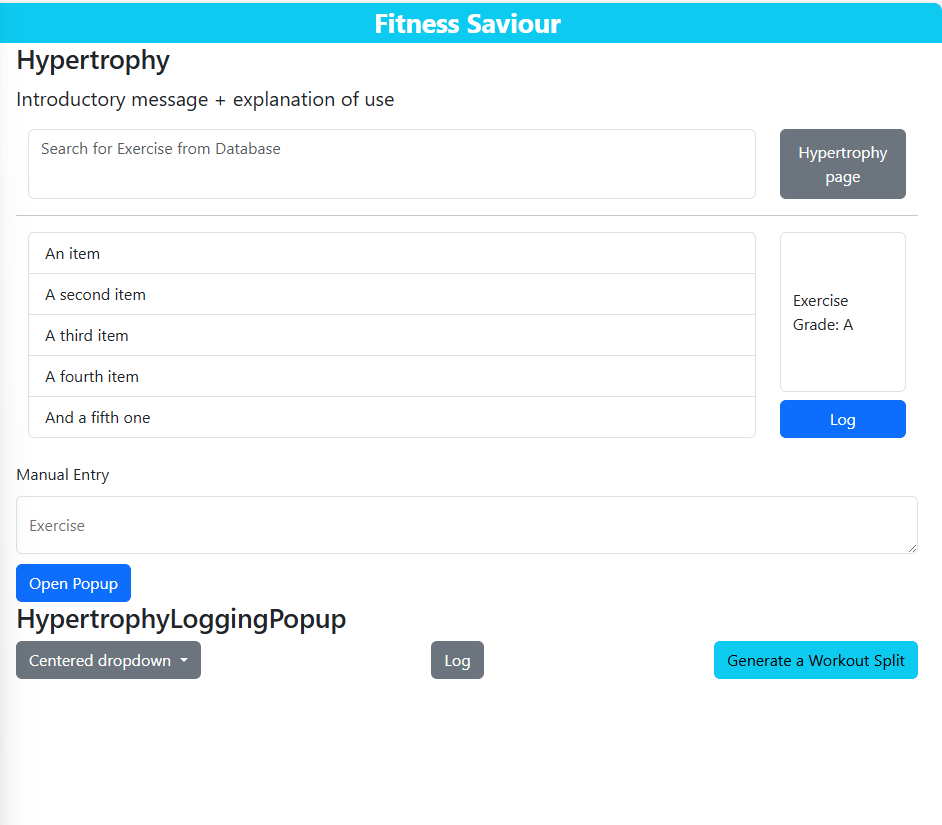 Fitness Saviour
Hypertrophy
Introductory message + explanation of use
Search for Exercise from Database
Hypertrophy
page
An item
A second item
A third item
A fourth item
And a fifth one
Exercise
Grade: A
Log
Manual Entry
Exercise
Open Popup
HypertrophyLoggingPopup
Centered dropdown
Log
Generate a Workout Split